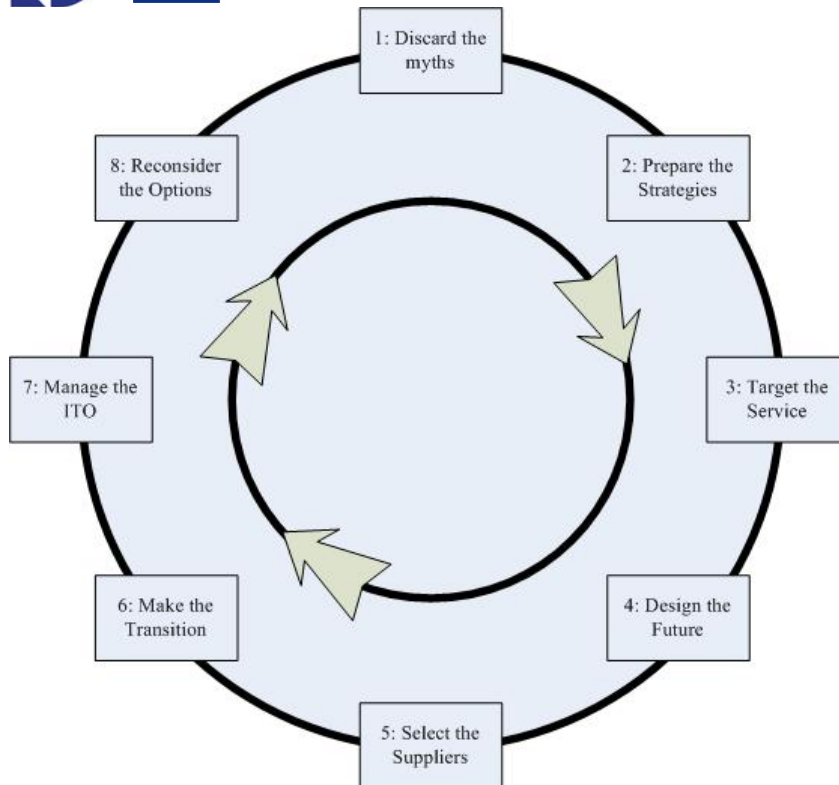 1: Discard the
myths
2: Prepare the
Strategies
3: Target the
Service
4: Design the
Future
5: Select the
Suppliers
6: Make the
Transition
7: Manage the
ITO
8: Reconsider
the Options